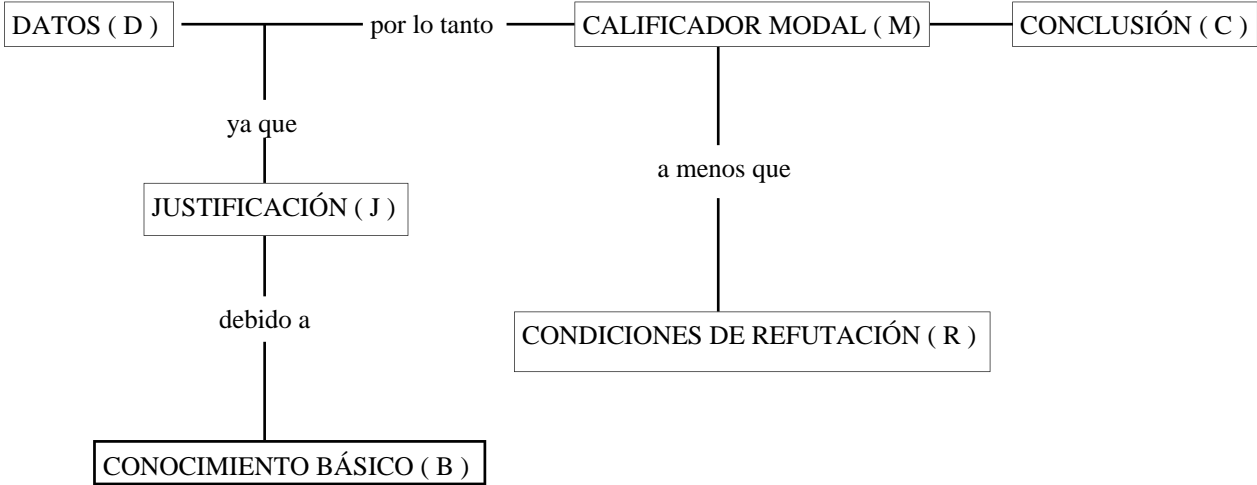 DATOS ( D ) por lo tanto CALIFICADOR MODAL ( M) CONCLUSIÓN ( C )
ya que
a menos que
JUSTIFICACIÓN ( J )
debido a
CONDICIONES DE REFUTACIÓN ( R )
CONOCIMIENTO BÁSICO ( B )